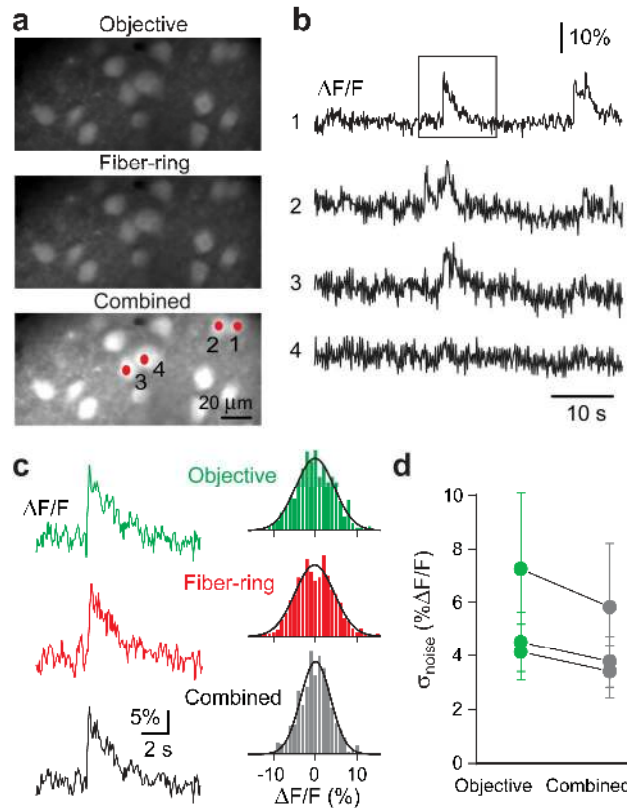 a
Objective
Fiber-ring
Combined
2 1
3 4
20 µm
b
10%
ΔF/F
1
2
3
4
10 s
c
ΔF/F
Objective
Fiber-ring
Combined
5%
2 s
-10 0 10
ΔF/F (%)
d
10
8
6
4
2
0
σnoise (%ΔF/F)
Objective Combined